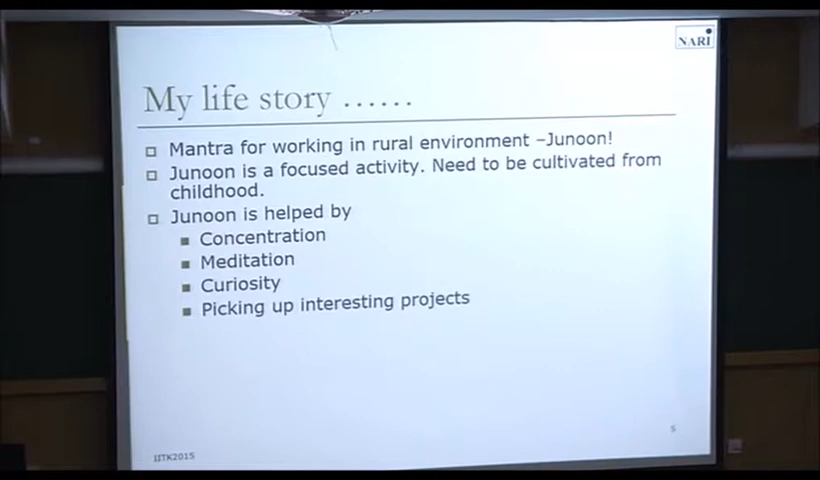 NARI
My life story ......
Mantra for working in rural environment –Junoon!
Junoon is a focused activity. Need to be cultivated from
childhood.
Junoon is helped by
Concentration
Meditation
Curiosity
Picking up interesting projects
5
IITK2015